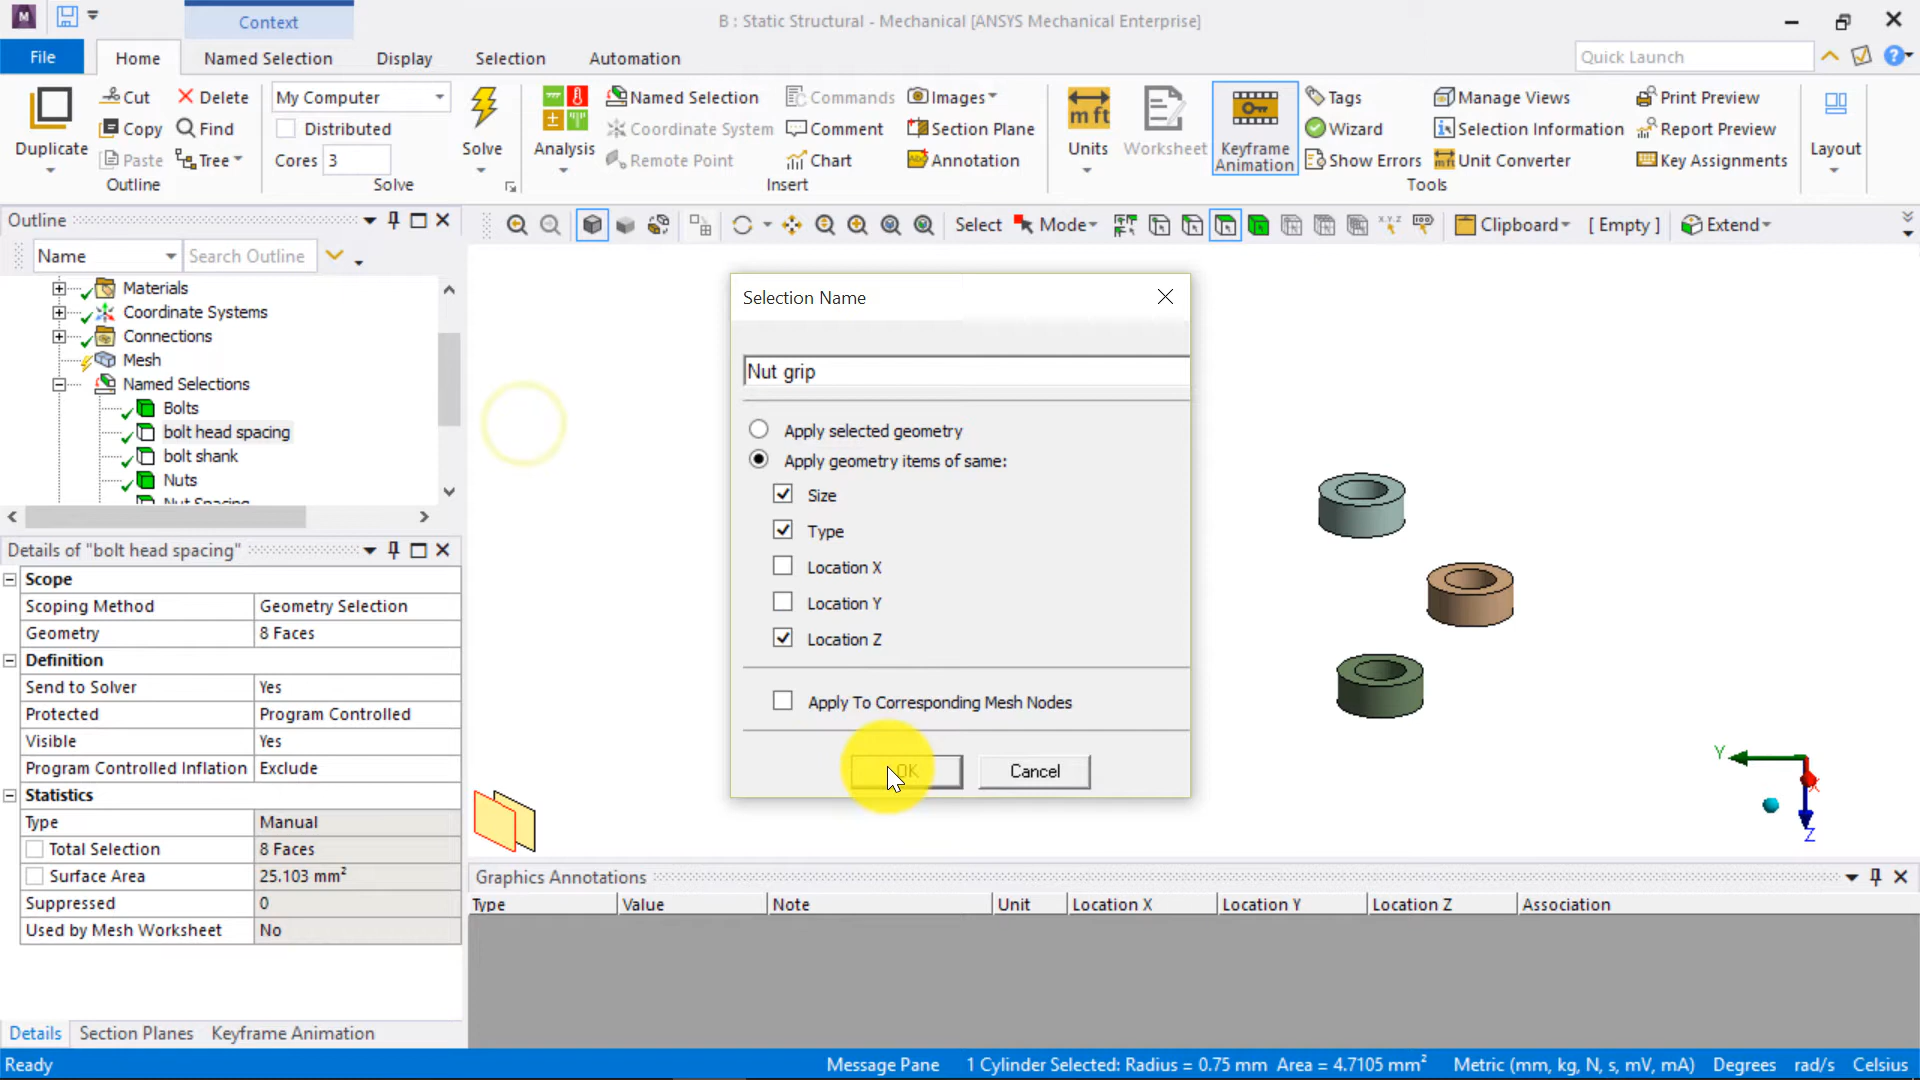 M
Context
B : Static Structural - Mechanical [ANSYS Mechanical Enterprise]
File Home Named Selection Display Selection Automation Quick Launch
Duplicate Cut Delete
Copy Find
Paste Tree
Outline
My Computer
Distributed
Cores 3
Solve
Solve
Analysis
Named Selection Commands Images
Coordinate System Comment Section Plane
Remote Point Chart Annotation
Insert
Units Worksheet Keyframe Animation
Tags Manage Views Print Preview
Wizard Selection Information Report Preview
Show Errors Unit Converter Key Assignments
Tools
Layout
Outline
Name Search Outline
Select Mode Clipboard [ Empty ] Extend
Materials
Coordinate Systems
Connections
Mesh
Named Selections
Bolts
bolt head spacing
bolt shank
Nuts
Nut Spacing
Details of "bolt head spacing"
Scope
Scoping Method Geometry Selection
Geometry 8 Faces
Definition
Send to Solver Yes
Protected Program Controlled
Visible Yes
Program Controlled Inflation Exclude
Statistics
Type Manual
Total Selection 8 Faces
Surface Area 25.103 mm²
Suppressed 0
Used by Mesh Worksheet No
Details Section Planes Keyframe Animation
Selection Name
Nut grip
Apply selected geometry
Apply geometry items of same:
Size
Type
Location X
Location Y
Location Z
Apply To Corresponding Mesh Nodes
OK Cancel
Y
X
Z
Graphics Annotations
Type Value Note Unit Location X Location Y Location Z Association
Ready Message Pane 1 Cylinder Selected: Radius = 0.75 mm Area = 4.7105 mm² Metric (mm, kg, N, s, mV, mA) Degrees rad/s Celsius